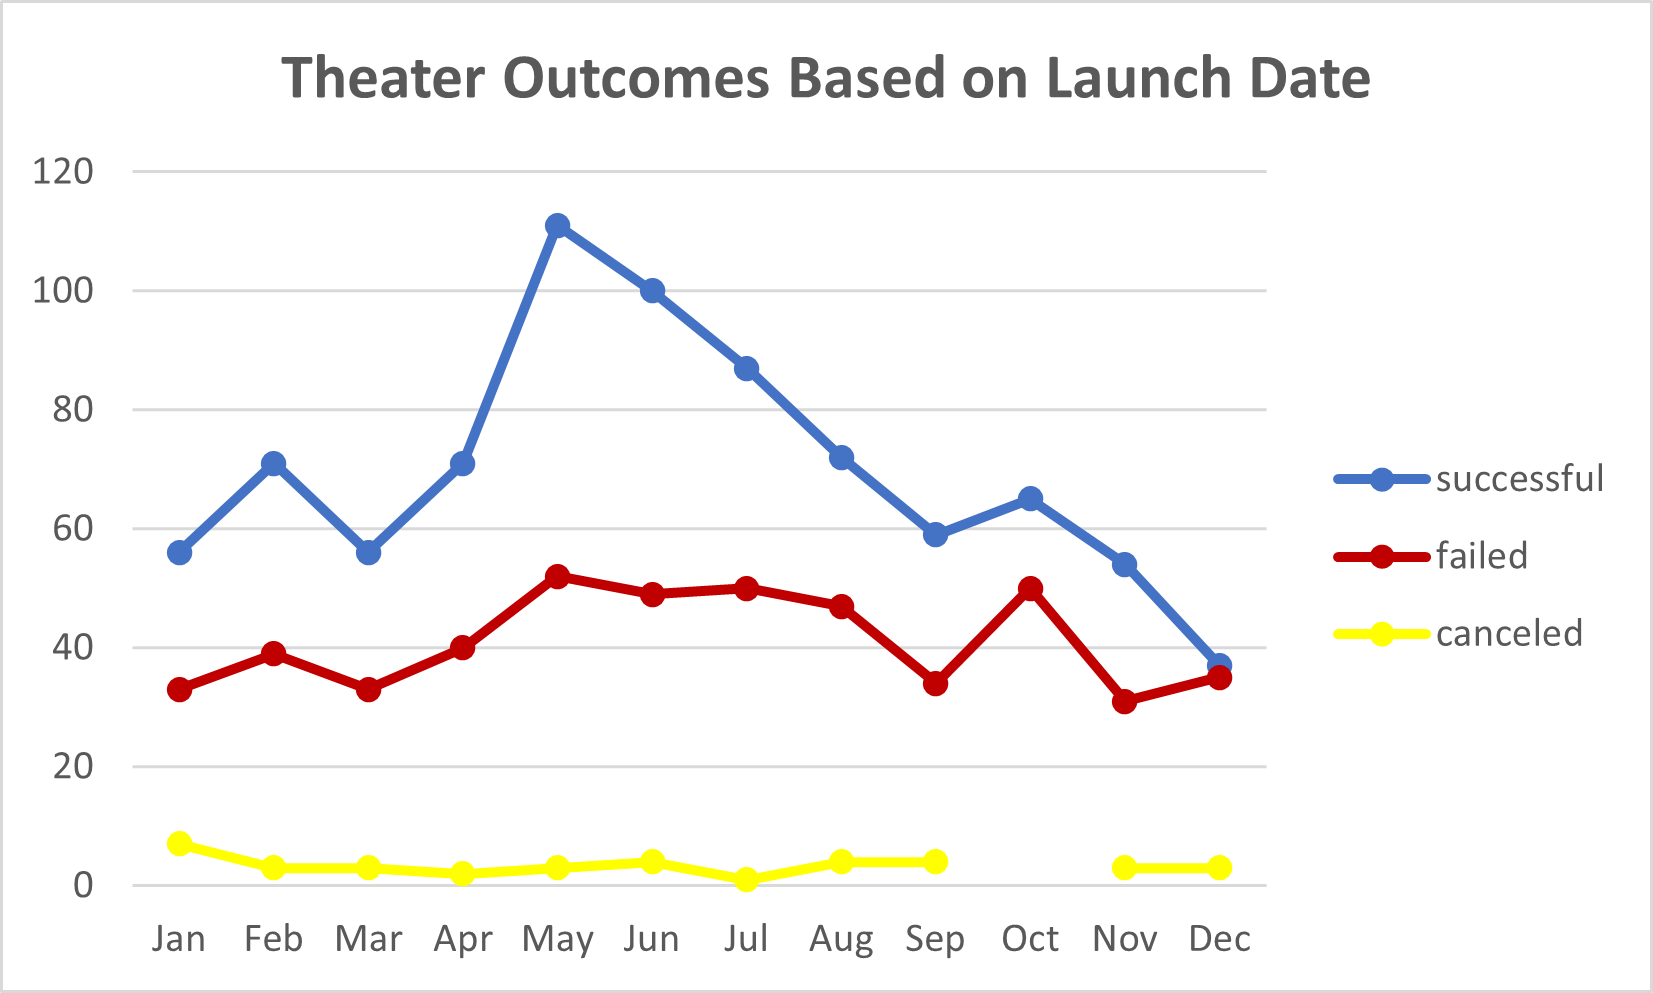 Theater Outcomes Based on Launch Date
120
100
80
60
40
20
0
Jan Feb Mar Apr May Jun Jul Aug Sep Oct Nov Dec
successful
failed
canceled